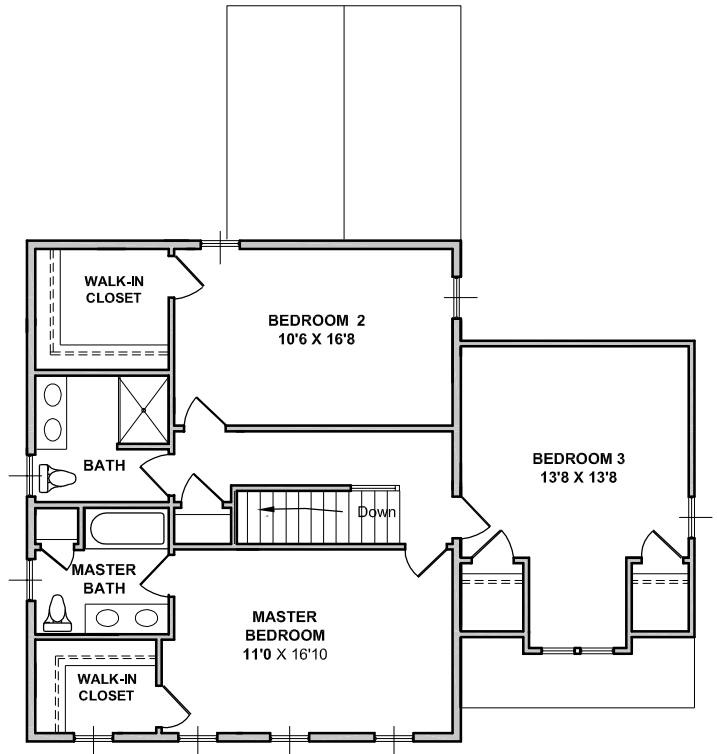 WALK-IN
CLOSET
BEDROOM 2
10'6 X 16'8
BATH
BEDROOM 3
13'8 X 13'8
Down
MASTER
BATH
MASTER
BEDROOM
11'0 X 16'10
WALK-IN
CLOSET